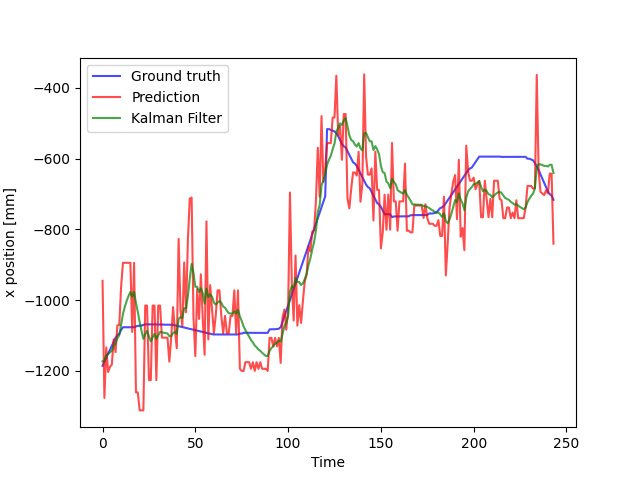 Ground truth
Prediction
Kalman Filter
−400
−600
−800
−1000
−1200
x position [mm]
0
50
100
150
200
250
Time